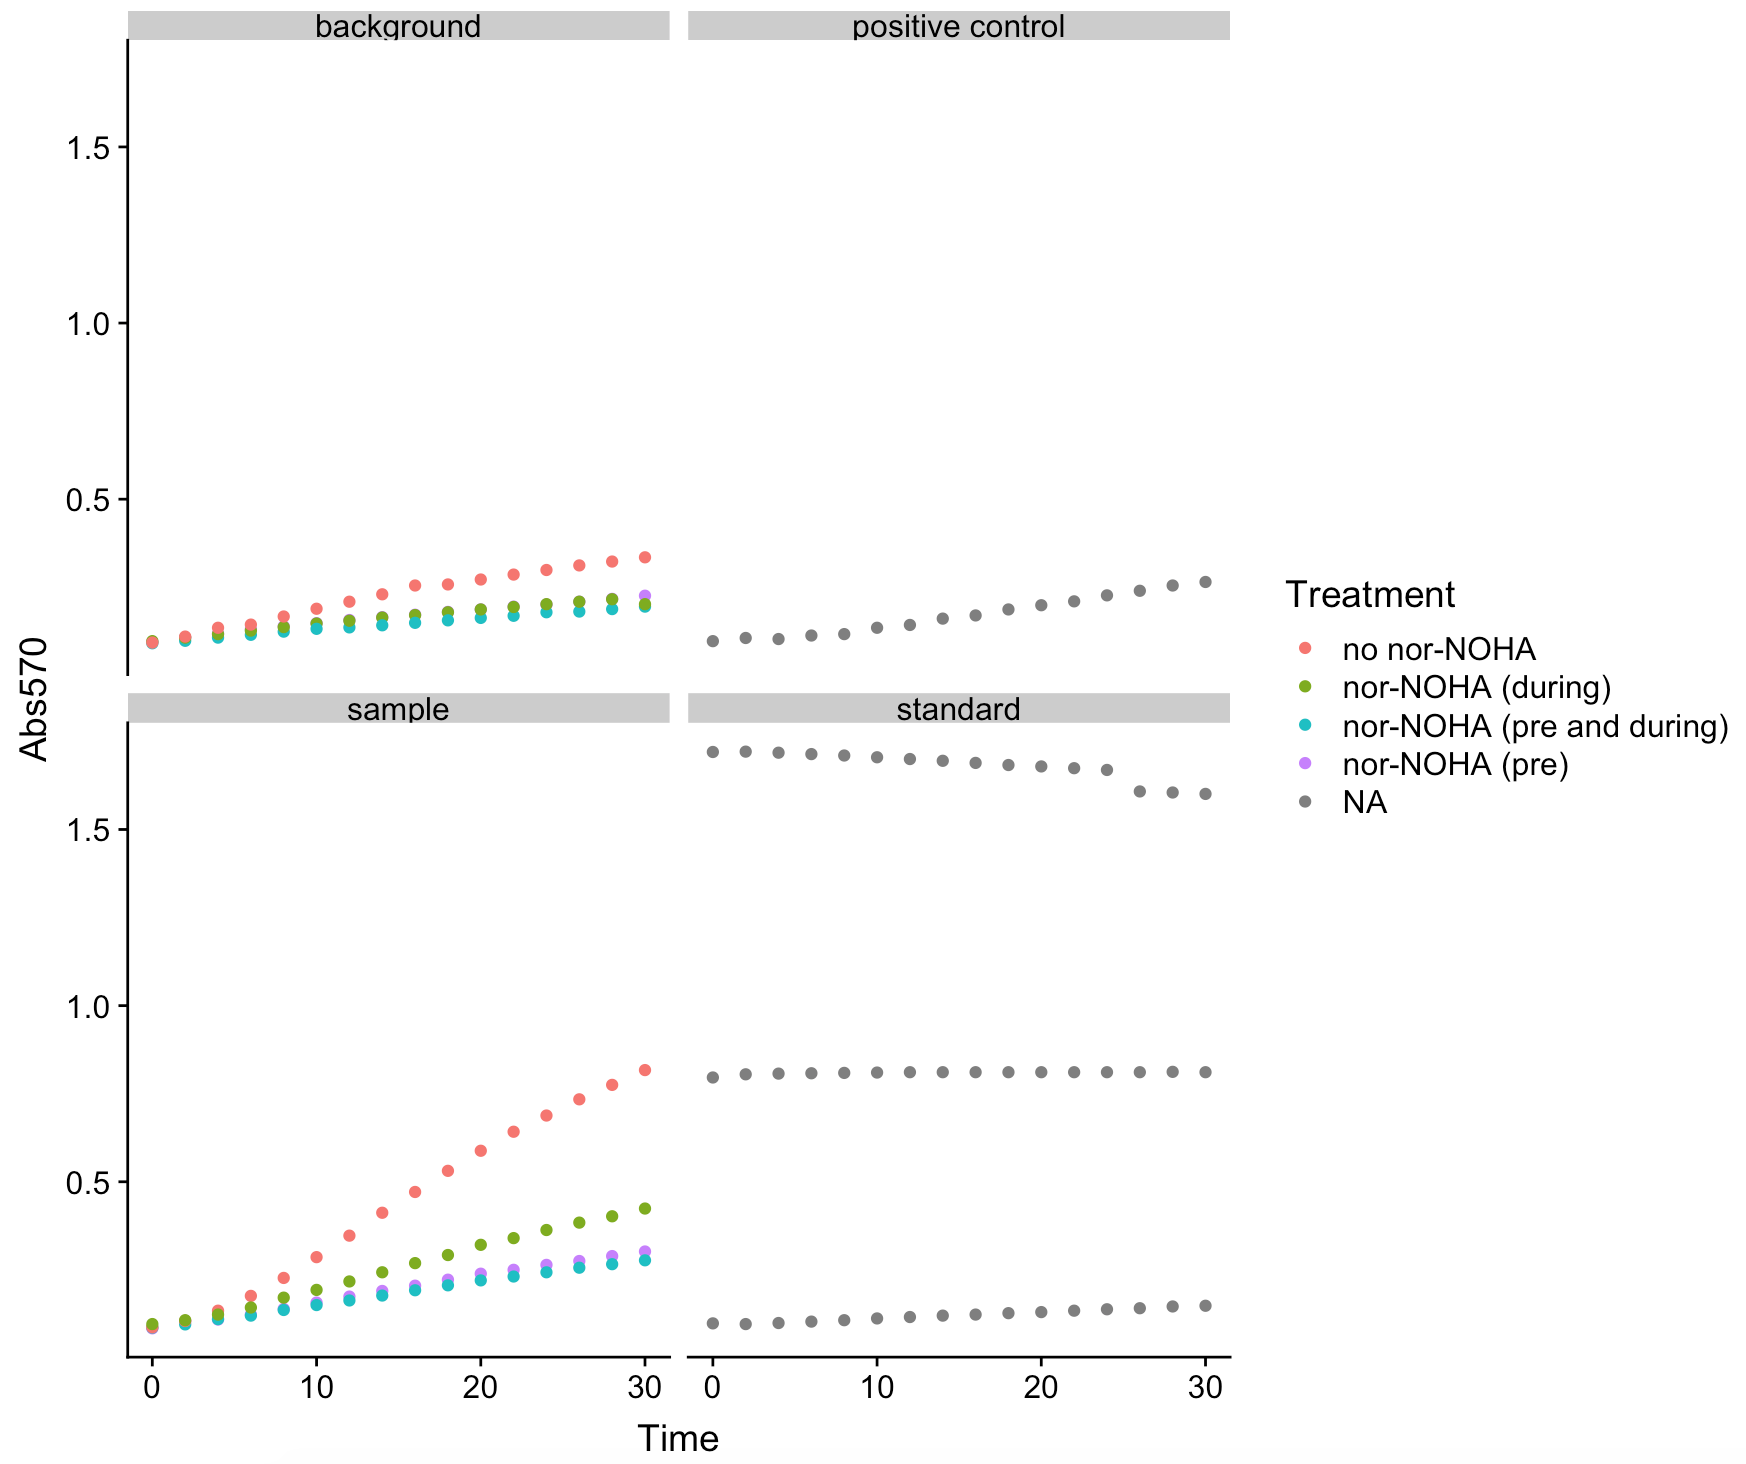 background
positive control
1.5
1.0
0.5
sample
standard
1.5
1.0
0.5
0 10 20 30
0 10 20 30
Time
Abs570
Treatment
no nor-NOHA
nor-NOHA (during)
nor-NOHA (pre and during)
nor-NOHA (pre)
NA